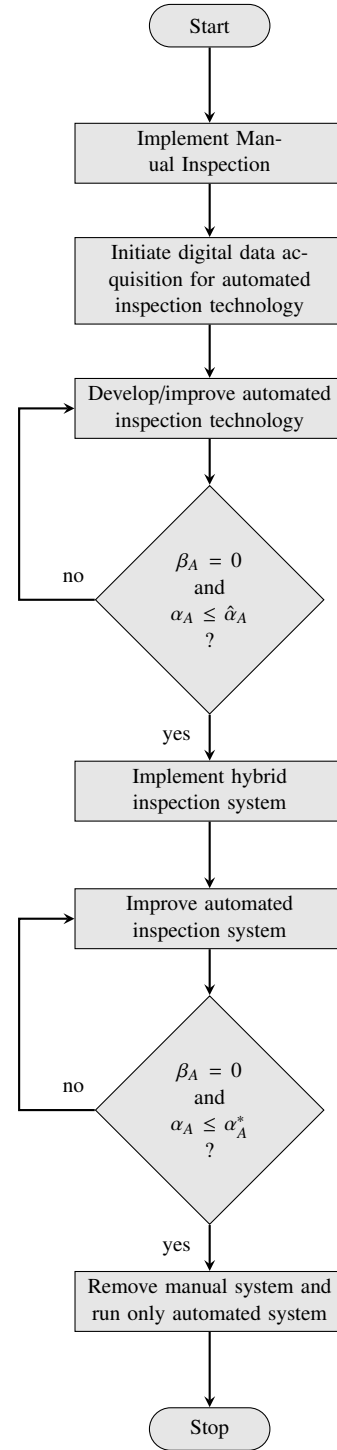 Start
Implement Man-
ual Inspection
Initiate digital data ac-
quisition for automated
inspection technology
Develop/improve automated
inspection technology
β_A = 0
and
α_A ≤ α̂_A
?
no
yes
Implement hybrid
inspection system
Improve automated
inspection system
β_A = 0
and
α_A ≤ α*_A
?
no
yes
Remove manual system and
run only automated system
Stop